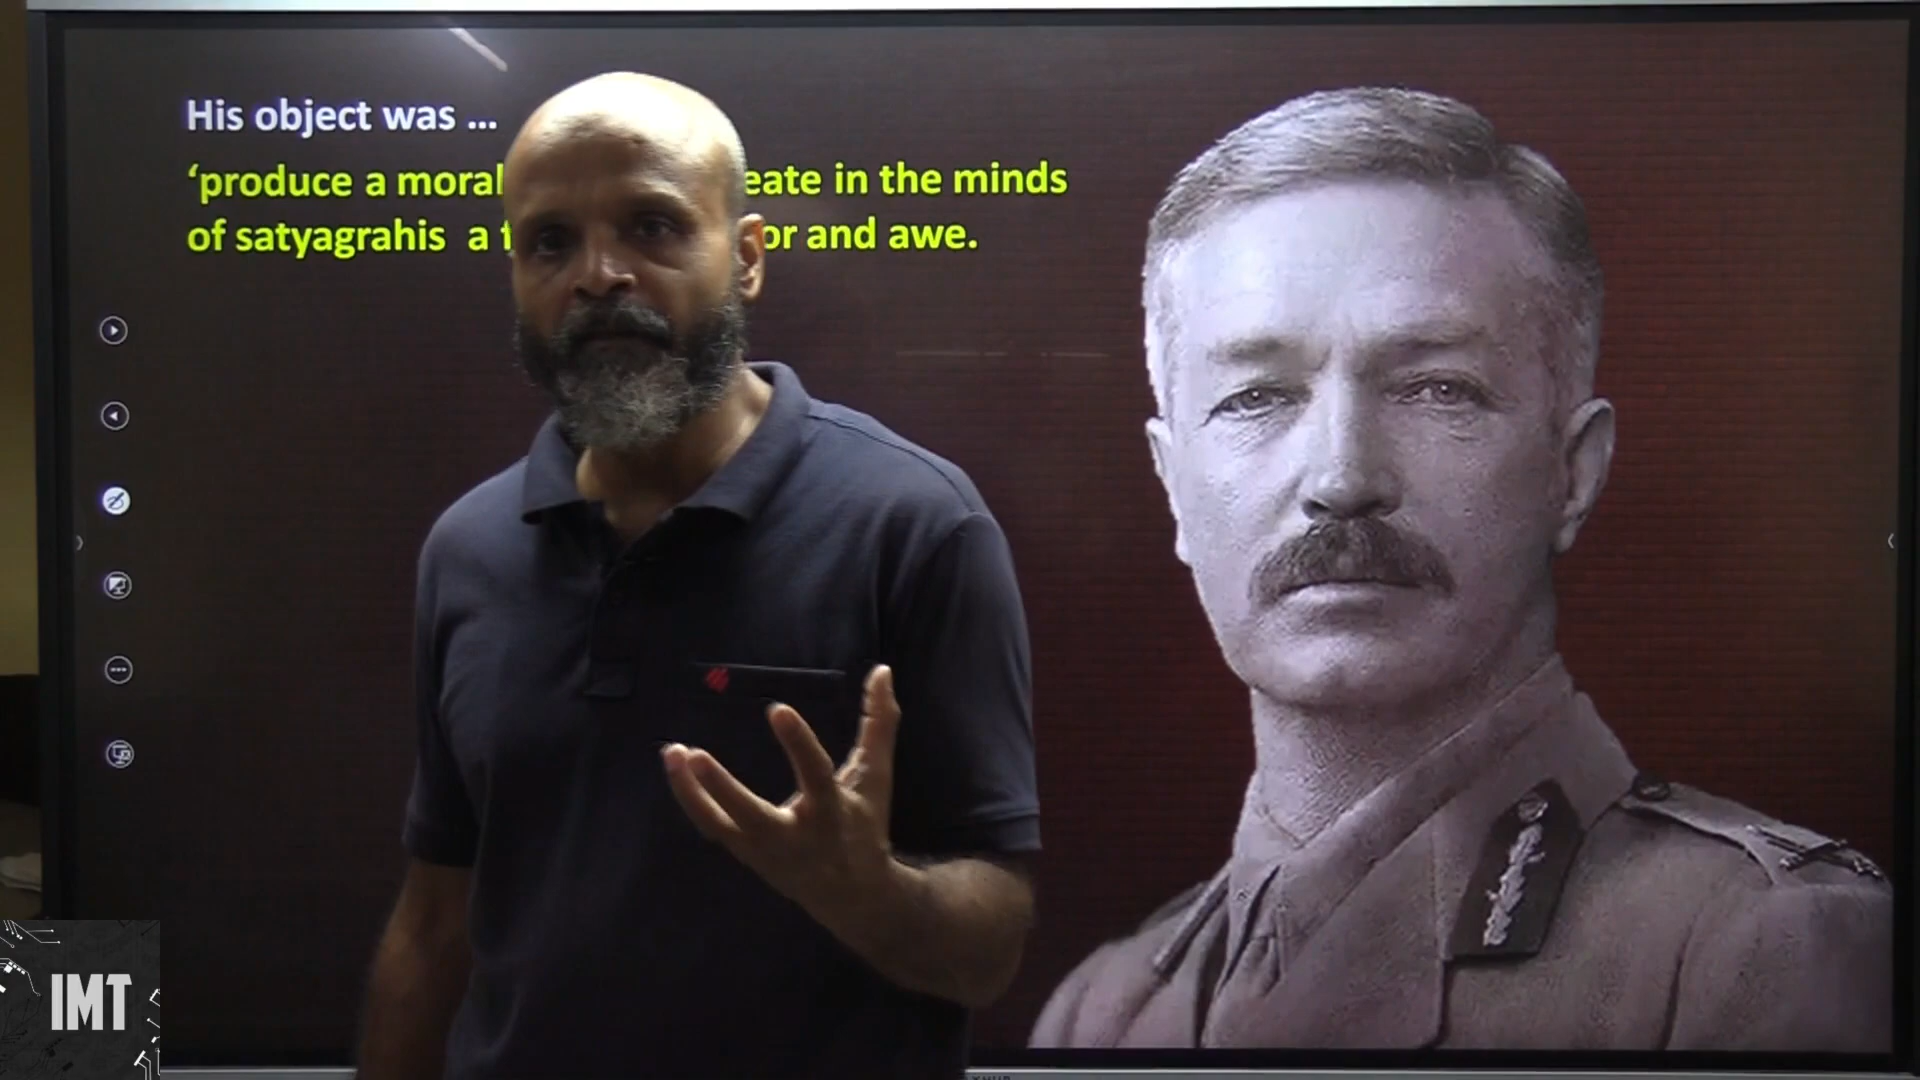 His object was ...
‘produce a moral eate in the minds
of satyagrahis a or and awe.
IMT